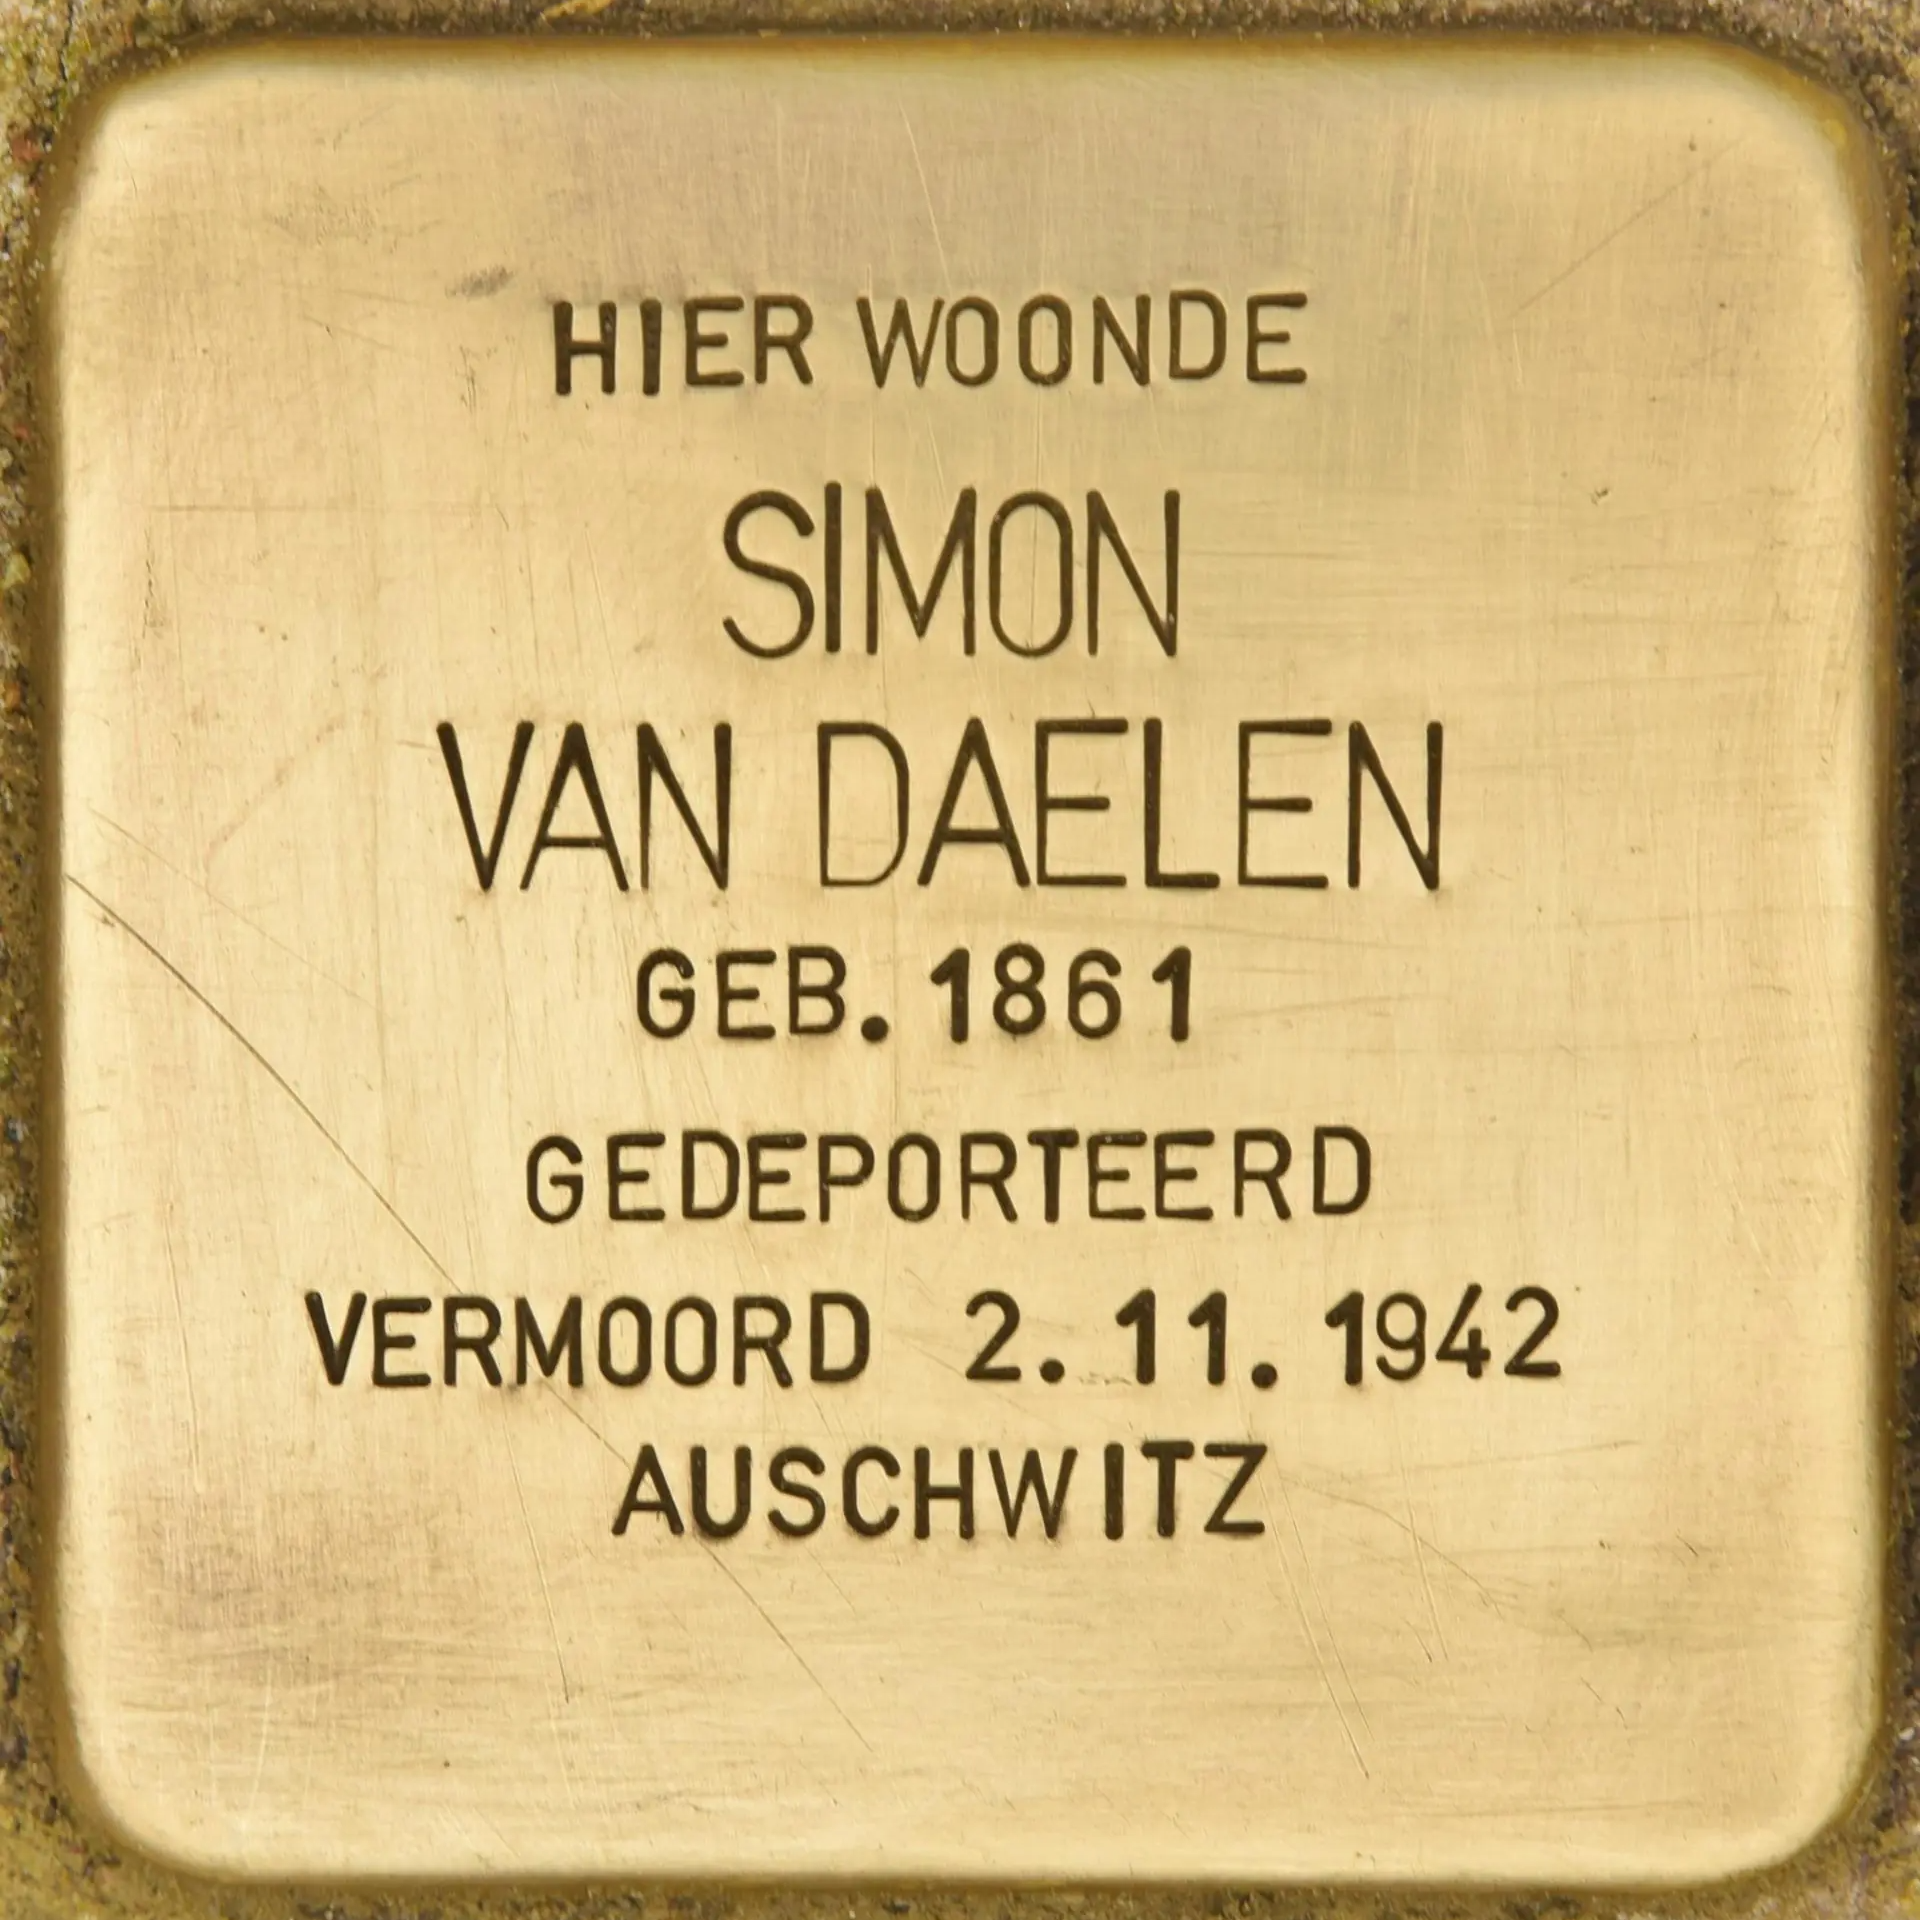 HIER WOONDE
SIMON
VAN DAELEN
GEB. 1861
GEDEPORTEERD
VERMOORD 2.11.1942
AUSCHWITZ